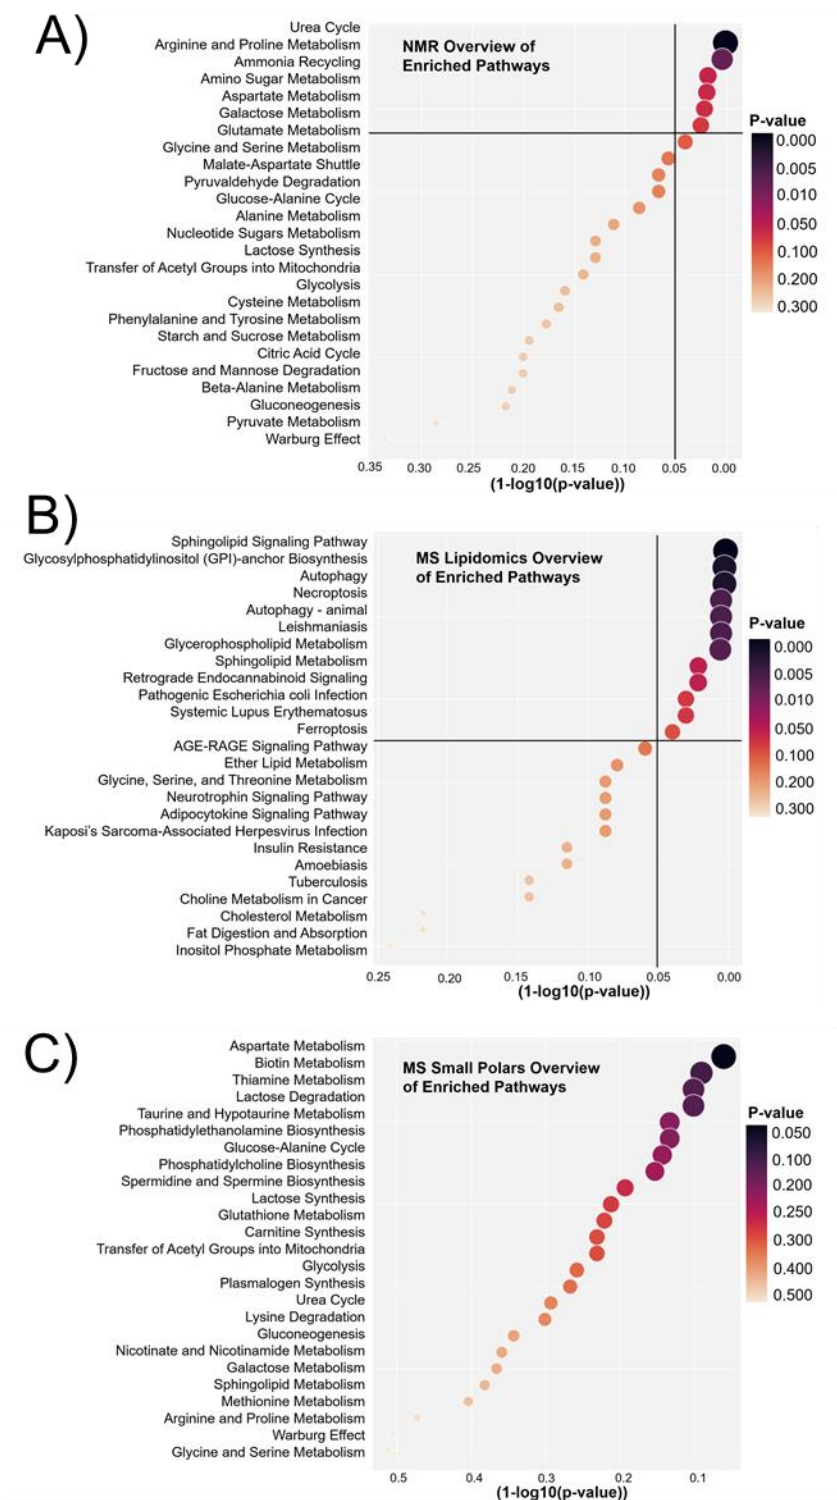 A)
NMR Overview of
Enriched Pathways
Urea Cycle
Arginine and Proline Metabolism
Ammonia Recycling
Amino Sugar Metabolism
Aspartate Metabolism
Galactose Metabolism
Glutamate Metabolism
Glycine and Serine Metabolism
Malate-Aspartate Shuttle
Pyruvaldehyde Degradation
Glucose-Alanine Cycle
Alanine Metabolism
Nucleotide Sugars Metabolism
Lactose Synthesis
Transfer of Acetyl Groups into Mitochondria
Glycolysis
Cysteine Metabolism
Phenylalanine and Tyrosine Metabolism
Starch and Sucrose Metabolism
Citric Acid Cycle
Fructose and Mannose Degradation
Beta-Alanine Metabolism
Gluconeogenesis
Pyruvate Metabolism
Warburg Effect
0.35 0.30 0.25 0.20 0.15 0.10 0.05 0.00
(1-log10(p-value))
P-value
0.000
0.005
0.010
0.050
0.100
0.200
0.300
B)
MS Lipidomics Overview
of Enriched Pathways
Sphingolipid Signaling Pathway
Glycosylphosphatidylinositol (GPI)-anchor Biosynthesis
Autophagy
Necroptosis
Autophagy - animal
Leishmaniasis
Glycerophospholipid Metabolism
Sphingolipid Metabolism
Retrograde Endocannabinoid Signaling
Pathogenic Escherichia coli Infection
Systemic Lupus Erythematosus
Ferroptosis
AGE-RAGE Signaling Pathway
Ether Lipid Metabolism
Glycine, Serine, and Threonine Metabolism
Neurotrophin Signaling Pathway
Adipocytokine Signaling Pathway
Kaposi's Sarcoma-Associated Herpesvirus Infection
Insulin Resistance
Amoebiasis
Tuberculosis
Choline Metabolism in Cancer
Cholesterol Metabolism
Fat Digestion and Absorption
Inositol Phosphate Metabolism
0.25 0.20 0.15 0.10 0.05 0.00
(1-log10(p-value))
P-value
0.000
0.005
0.010
0.050
0.100
0.200
0.300
C)
MS Small Polars Overview
of Enriched Pathways
Aspartate Metabolism
Biotin Metabolism
Thiamine Metabolism
Lactose Degradation
Taurine and Hypotaurine Metabolism
Phosphatidylethanolamine Biosynthesis
Glucose-Alanine Cycle
Phosphatidylcholine Biosynthesis
Spermidine and Spermine Biosynthesis
Lactose Synthesis
Glutathione Metabolism
Carnitine Synthesis
Transfer of Acetyl Groups into Mitochondria
Glycolysis
Plasmalogen Synthesis
Urea Cycle
Lysine Degradation
Gluconeogenesis
Nicotinate and Nicotinamide Metabolism
Galactose Metabolism
Sphingolipid Metabolism
Methionine Metabolism
Arginine and Proline Metabolism
Warburg Effect
Glycine and Serine Metabolism
0.5 0.4 0.3 0.2 0.1
(1-log10(p-value))
P-value
0.050
0.100
0.200
0.250
0.300
0.400
0.500